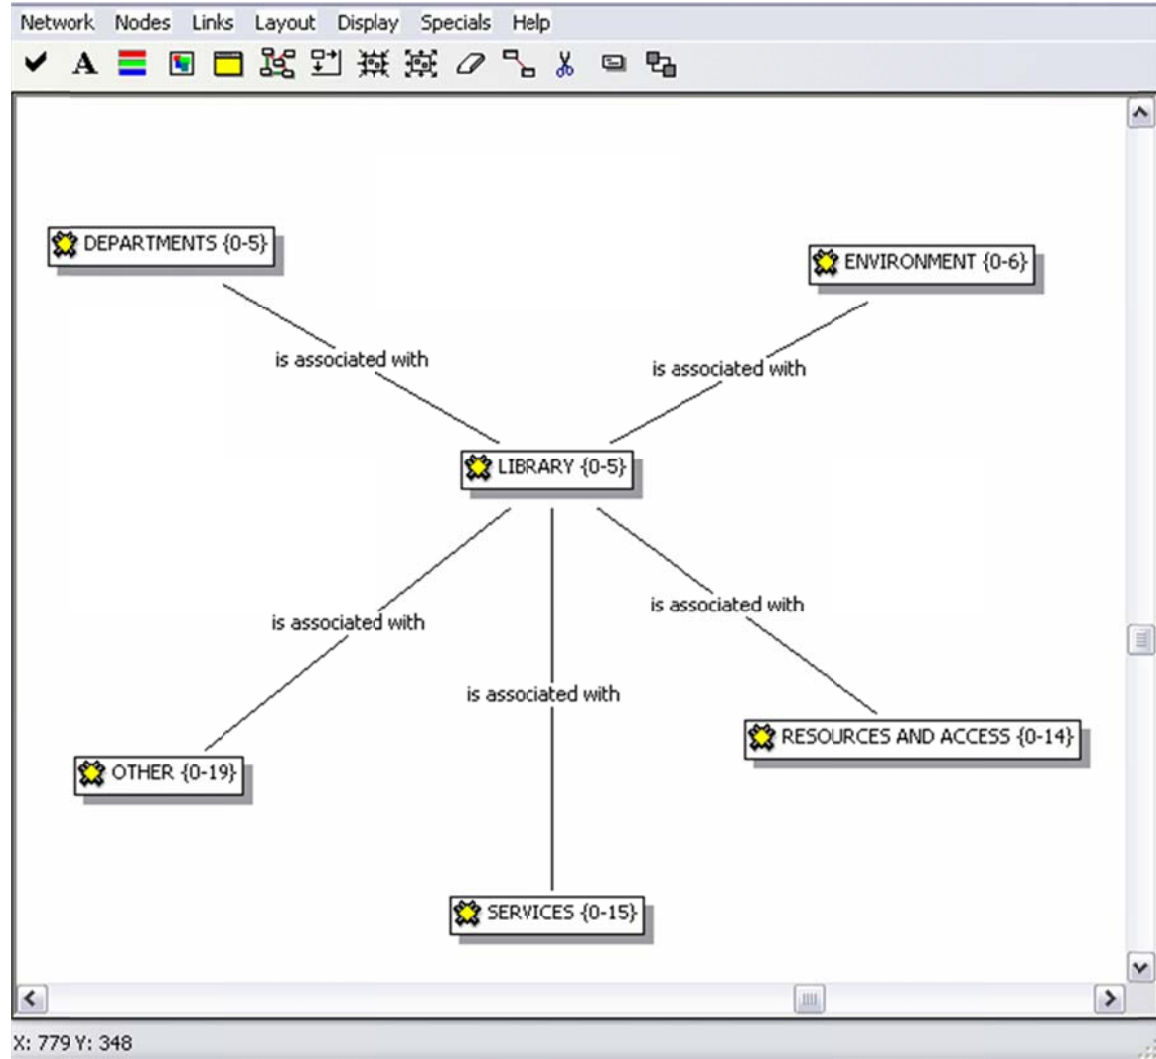 Network Nodes Links Layout Display Specials Help
A
DEPARTMENTS {0-5}
ENVIRONMENT {0-6}
is associated with
is associated with
LIBRARY {0-5}
is associated with
is associated with
is associated with
RESOURCES AND ACCESS {0-14}
OTHER {0-19}
SERVICES {0-15}
X: 779 Y: 348